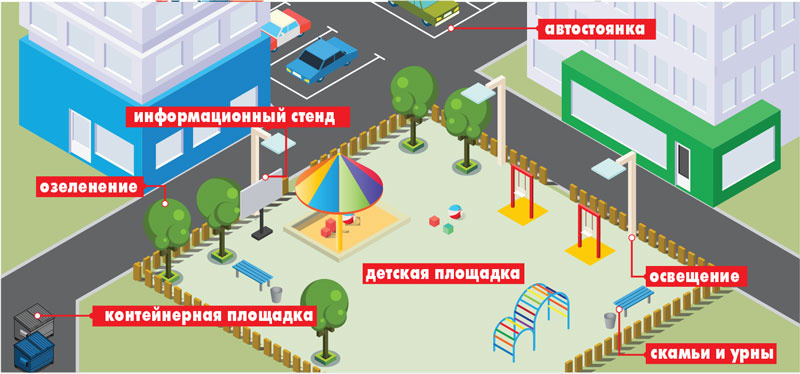 автостоянка
информационный стенд
озеленение
детская площадка
освещение
контейнерная площадка
скамьи и урны